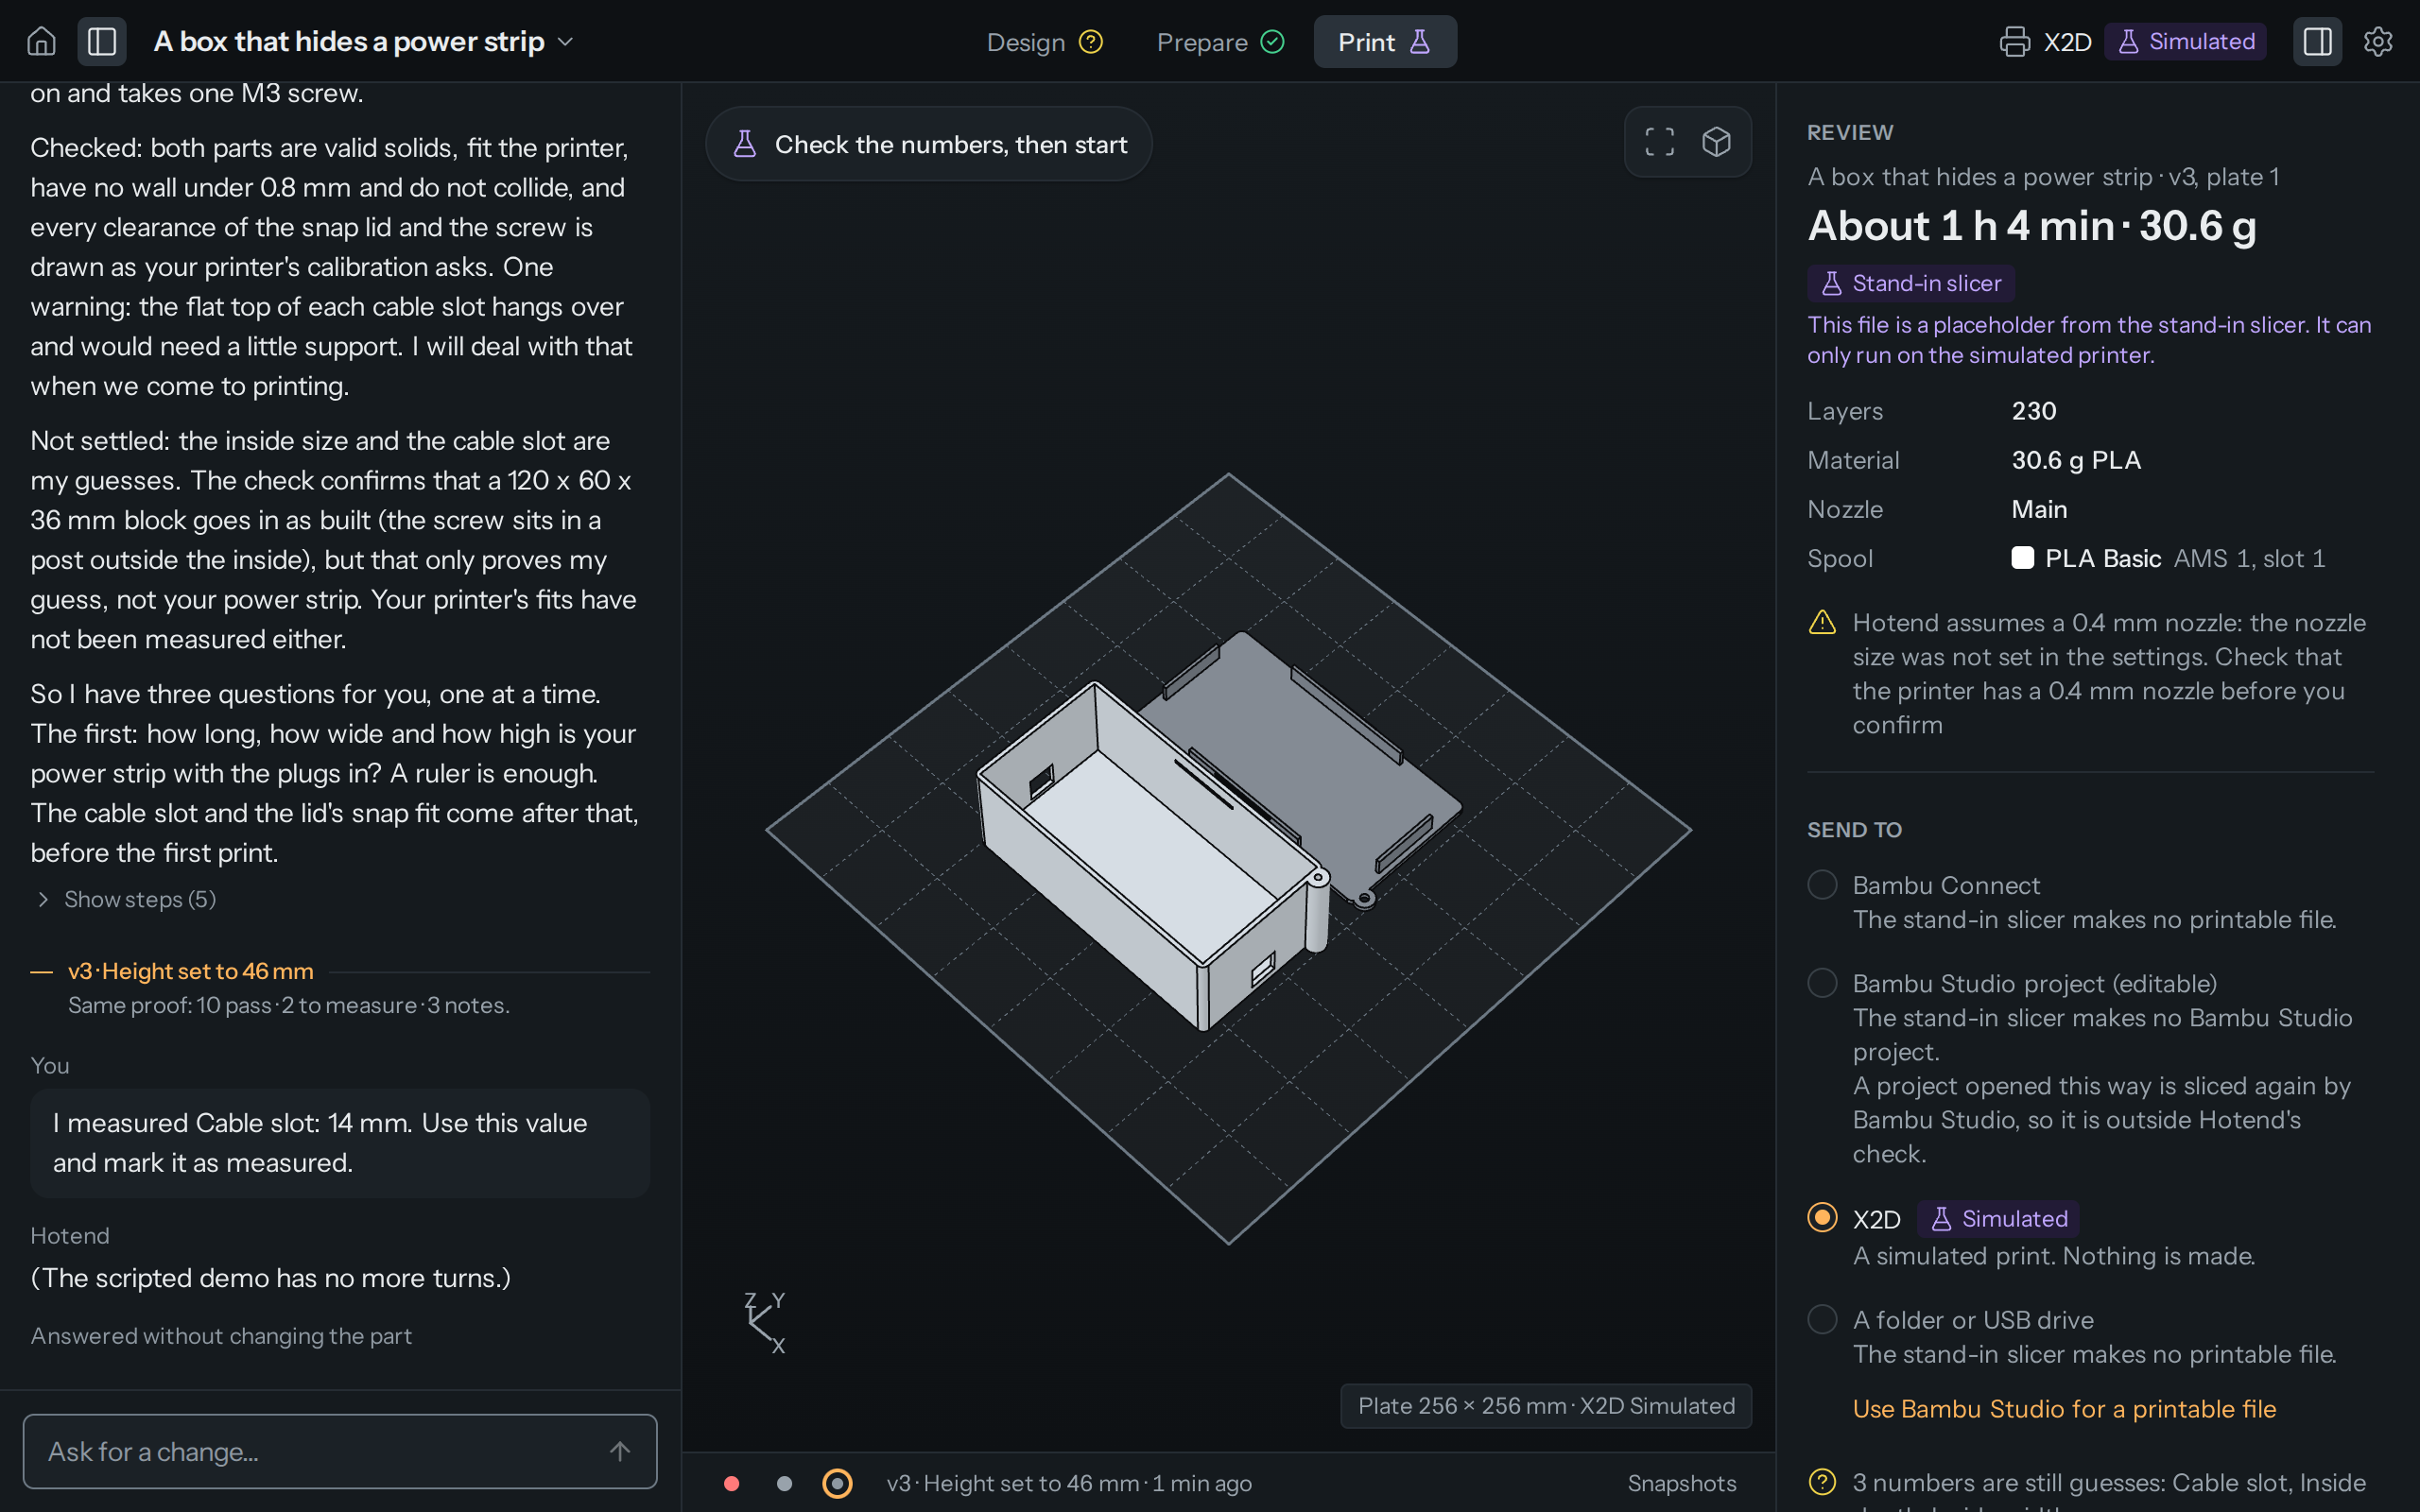 A box that hides a power strip
Design
Prepare
Print
X2D
Simulated
on and takes one M3 screw.
Checked: both parts are valid solids, fit the printer,
have no wall under 0.8 mm and do not collide, and
every clearance of the snap lid and the screw is
drawn as your printer's calibration asks. One
warning: the flat top of each cable slot hangs over
and would need a little support. I will deal with that
when we come to printing.
Not settled: the inside size and the cable slot are
my guesses. The check confirms that a 120 x 60 x
36 mm block goes in as built (the screw sits in a
post outside the inside), but that only proves my
guess, not your power strip. Your printer's fits have
not been measured either.
So I have three questions for you, one at a time.
The first: how long, how wide and how high is your
power strip with the plugs in? A ruler is enough.
The cable slot and the lid's snap fit come after that,
before the first print.
Show steps (5)
v3 · Height set to 46 mm
Same proof: 10 pass · 2 to measure · 3 notes.
You
I measured Cable slot: 14 mm. Use this value
and mark it as measured.
Hotend
(The scripted demo has no more turns.)
Answered without changing the part
Ask for a change...
Check the numbers, then start
Z Y
X
Plate 256 × 256 mm · X2D Simulated
v3 · Height set to 46 mm · 1 min ago
Snapshots
REVIEW
A box that hides a power strip · v3, plate 1
About 1 h 4 min · 30.6 g
Stand-in slicer
This file is a placeholder from the stand-in slicer. It can
only run on the simulated printer.
Layers 230
Material 30.6 g PLA
Nozzle Main
Spool PLA Basic AMS 1, slot 1
Hotend assumes a 0.4 mm nozzle: the nozzle
size was not set in the settings. Check that
the printer has a 0.4 mm nozzle before you
confirm
SEND TO
Bambu Connect
The stand-in slicer makes no printable file.
Bambu Studio project (editable)
The stand-in slicer makes no Bambu Studio
project.
A project opened this way is sliced again by
Bambu Studio, so it is outside Hotend's
check.
X2D Simulated
A simulated print. Nothing is made.
A folder or USB drive
The stand-in slicer makes no printable file.
Use Bambu Studio for a printable file
3 numbers are still guesses: Cable slot, Inside